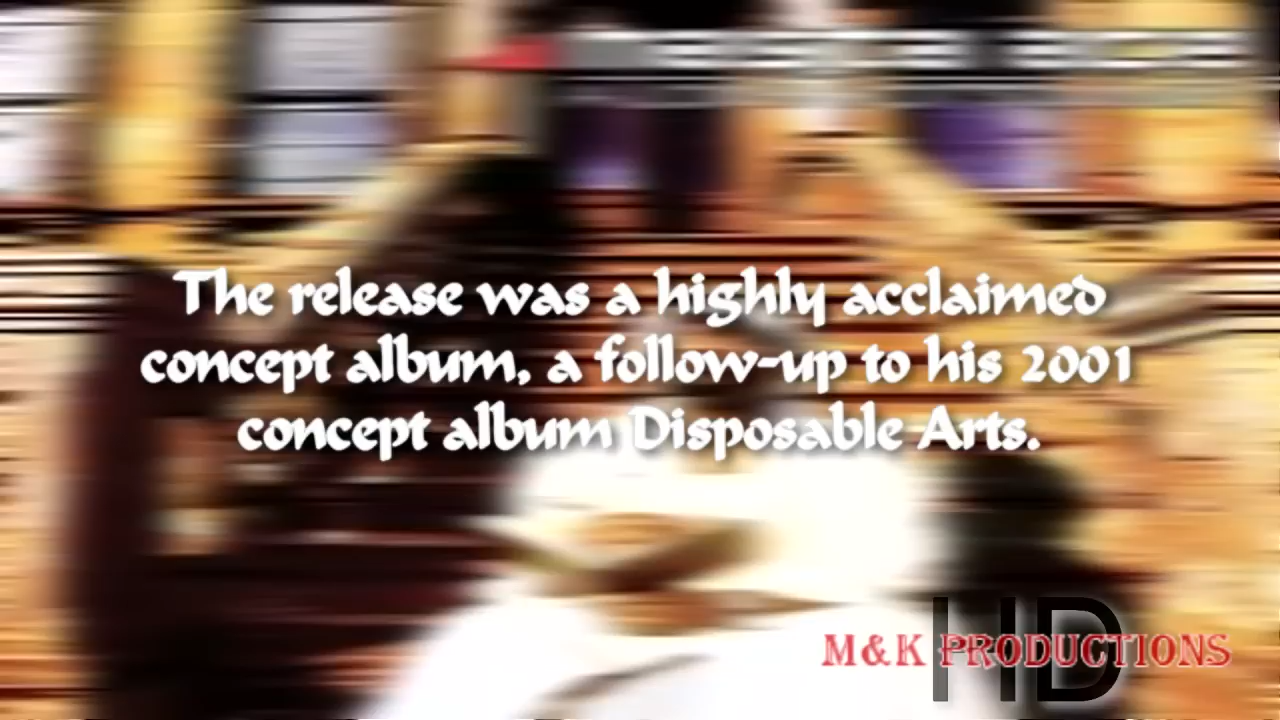 The release was a highly acclaimed
concept album, a follow-up to his 2001
concept album Disposable Arts.
HD
M&K PRODUCTIONS